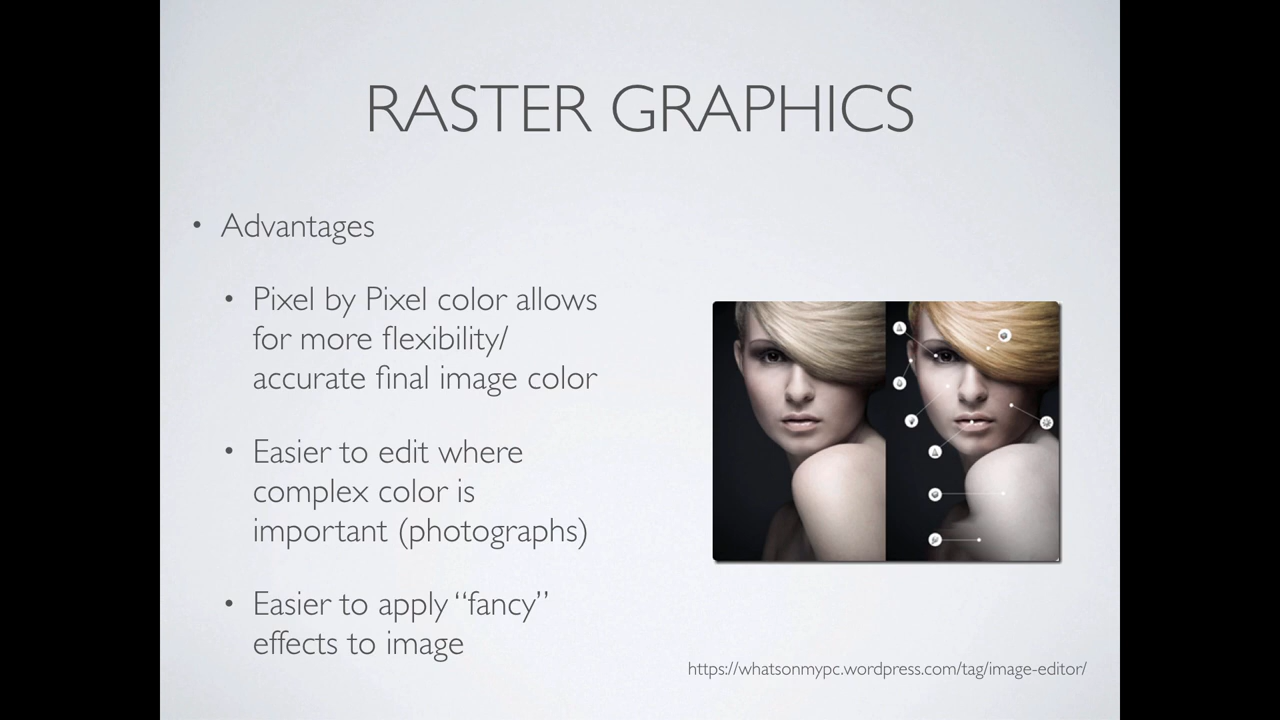 RASTER GRAPHICS
• Advantages
• Pixel by Pixel color allows
for more flexibility/
accurate final image color
• Easier to edit where
complex color is
important (photographs)
• Easier to apply “fancy”
effects to image
https://whatsonmypc.wordpress.com/tag/image-editor/